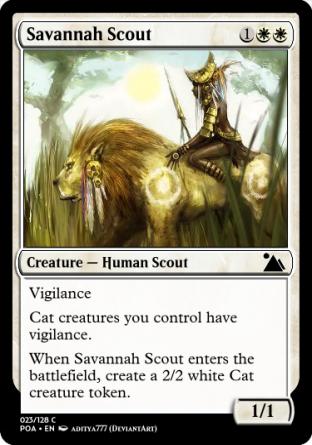 Savannah Scout 1
Creature — Human Scout
Vigilance
Cat creatures you control have
vigilance.
When Savannah Scout enters the
battlefield, create a 2/2 white Cat
creature token.
1/1
023/128 C
POA • EN ADITYA777 (DEVIANTART)